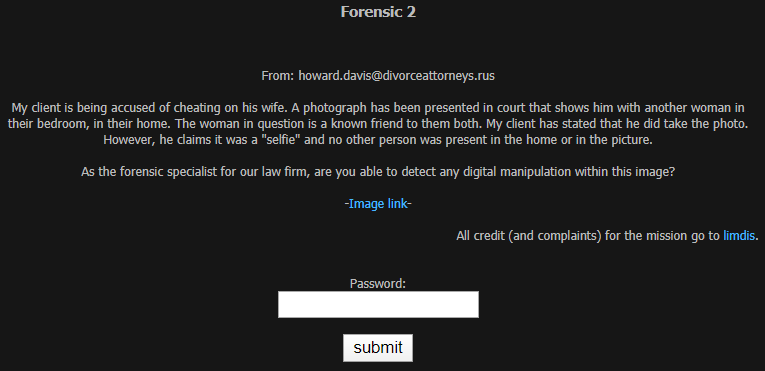 Forensic 2
From: howard.davis@divorceattorneys.rus
My client is being accused of cheating on his wife. A photograph has been presented in court that shows him with another woman in
their bedroom, in their home. The woman in question is a known friend to them both. My client has stated that he did take the photo.
However, he claims it was a "selfie" and no other person was present in the home or in the picture.
As the forensic specialist for our law firm, are you able to detect any digital manipulation within this image?
-Image link-
All credit (and complaints) for the mission go to limdis.
Password:
submit